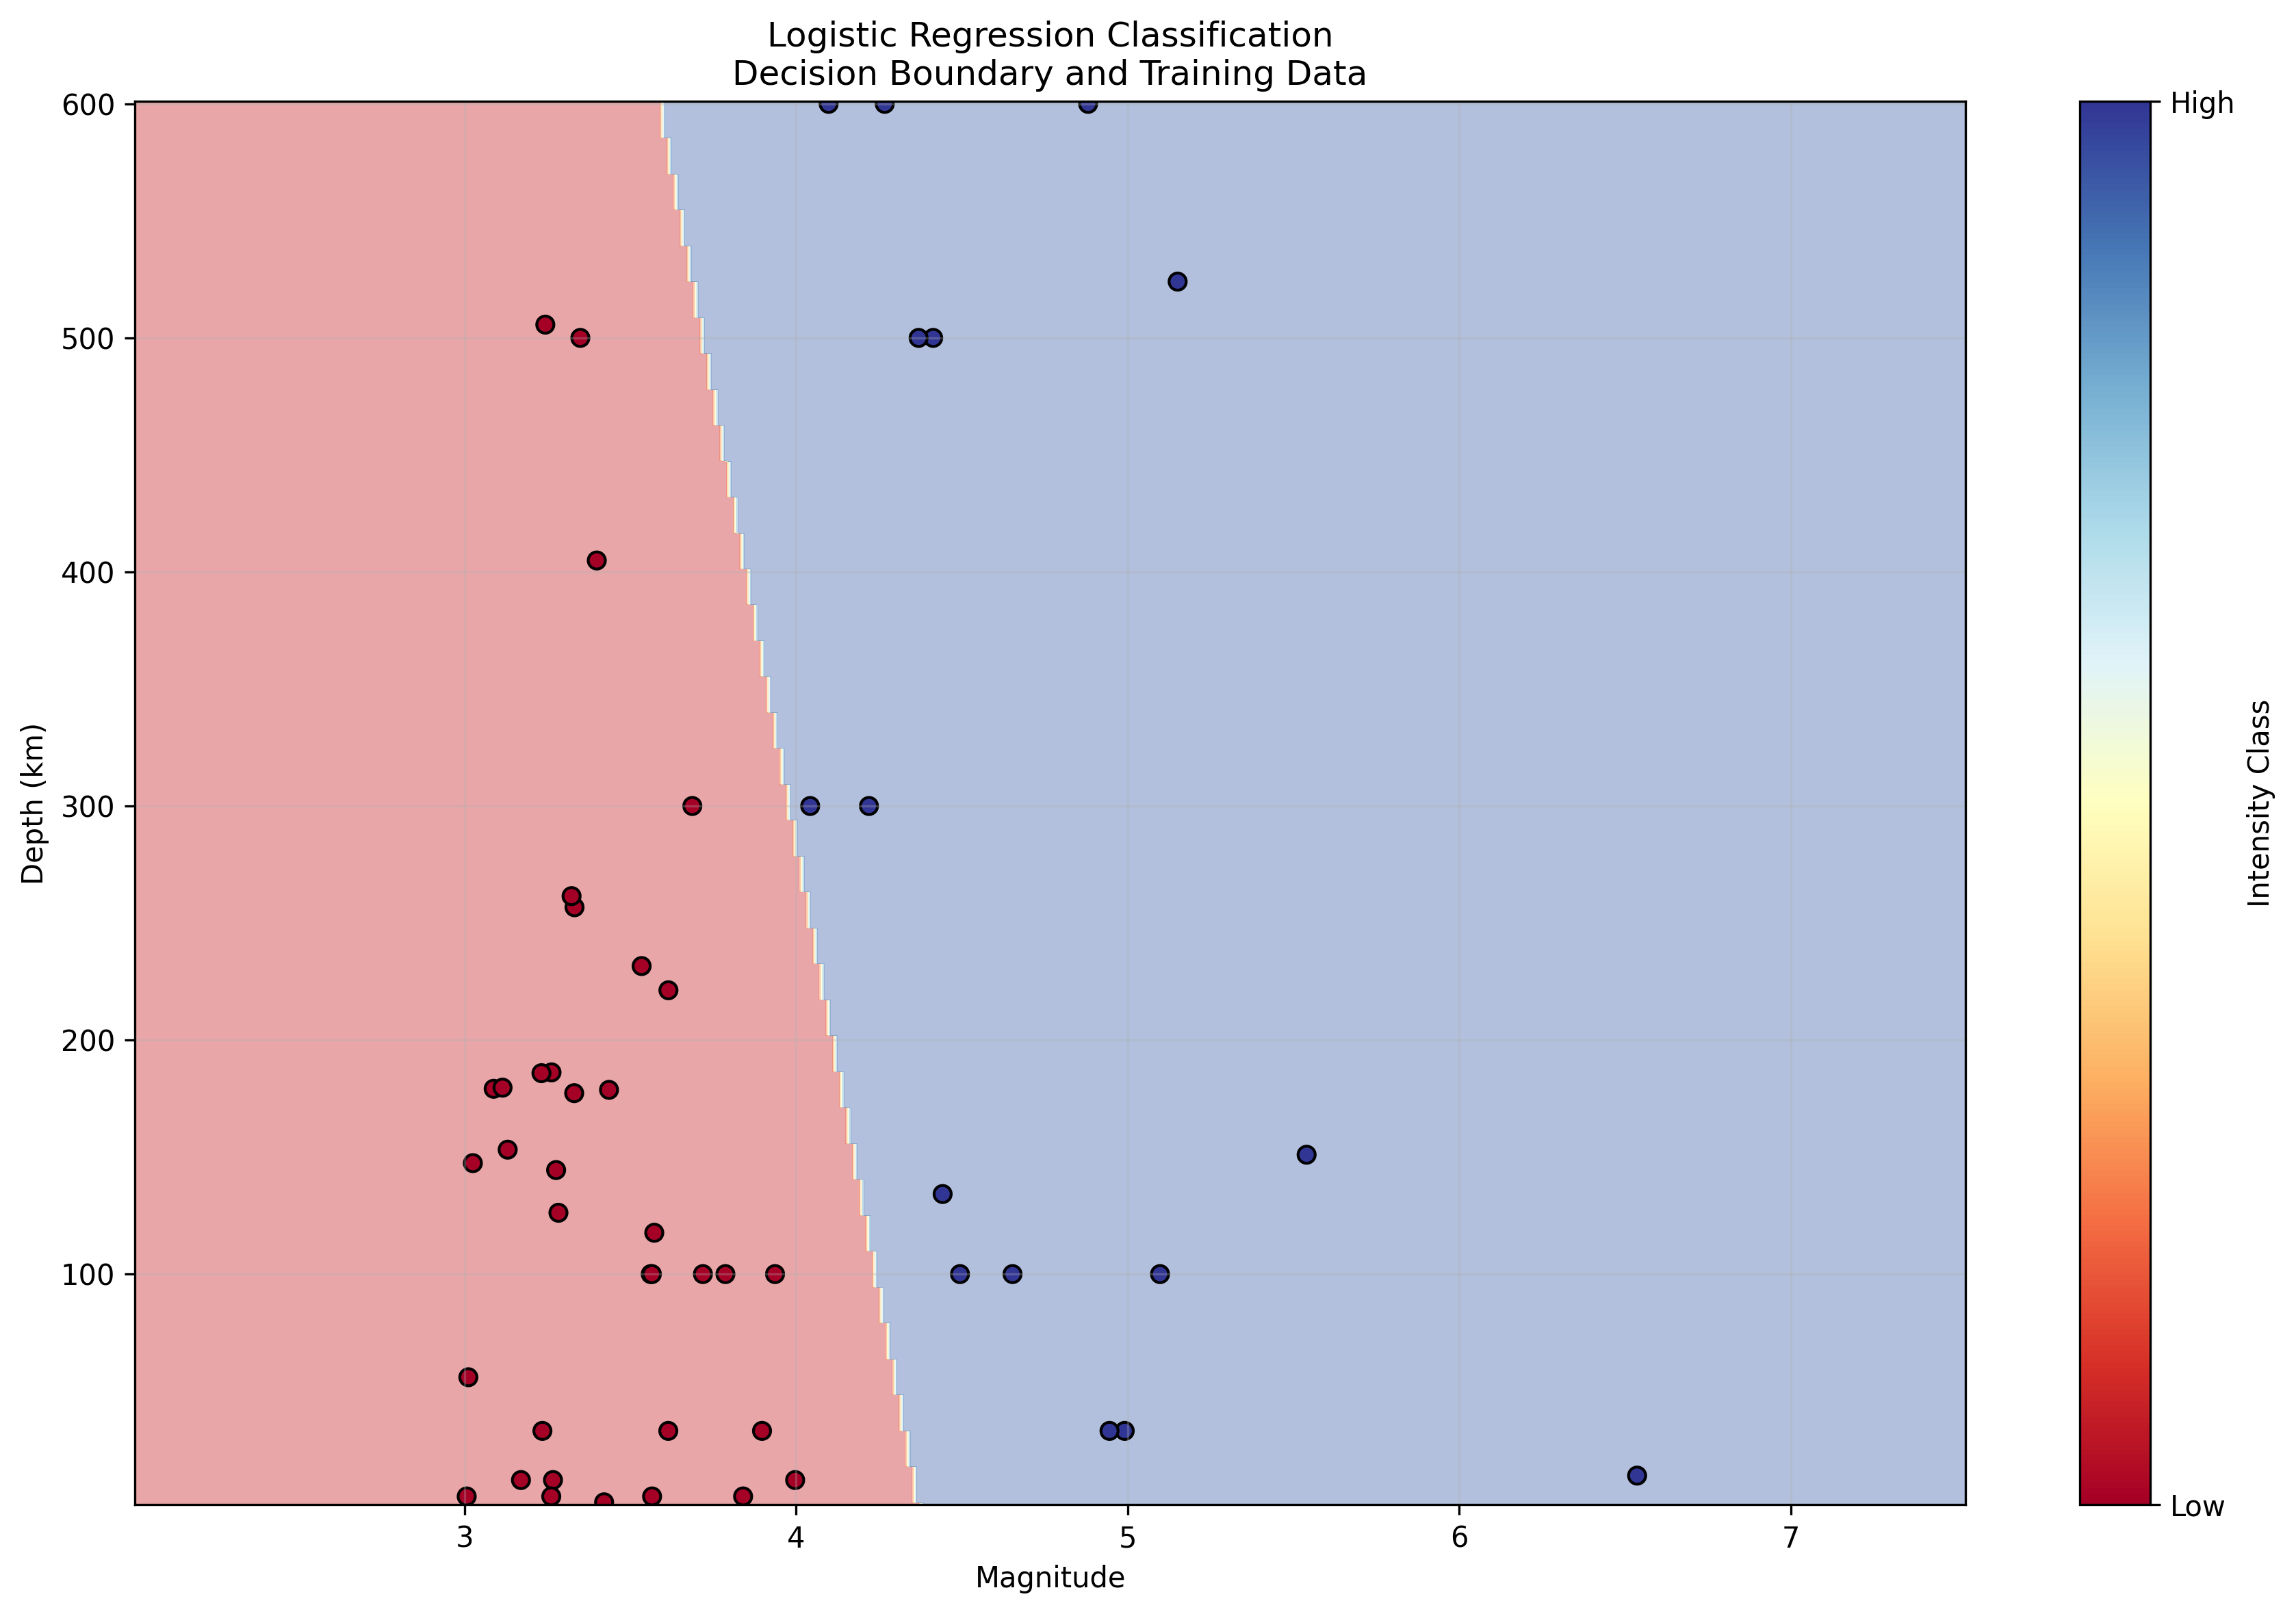 Logistic Regression Classification
Decision Boundary and Training Data
600
500
400
300
200
100
Depth (km)
3
4
5
6
7
Magnitude
High
Low
Intensity Class